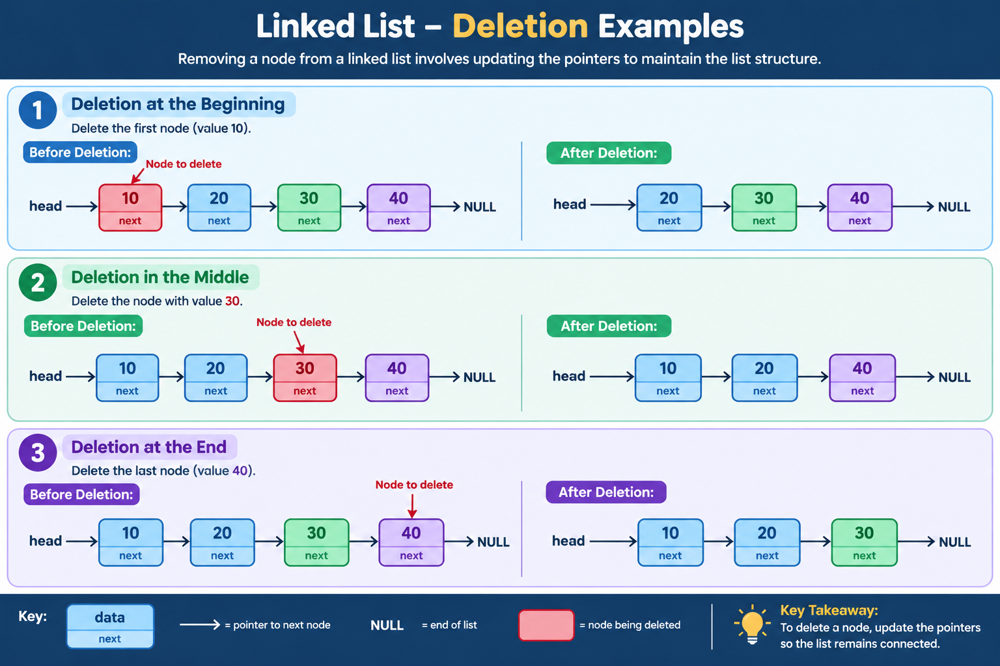 Linked List – Deletion Examples
Removing a node from a linked list involves updating the pointers to maintain the list structure.
1 Deletion at the Beginning
Delete the first node (value 10).
Before Deletion:
Node to delete
head 10 20 30 40 NULL
next next next next
After Deletion:
head 20 30 40 NULL
next next next
2 Deletion in the Middle
Delete the node with value 30.
Before Deletion:
Node to delete
head 10 20 30 40 NULL
next next next next
After Deletion:
head 10 20 40 NULL
next next next
3 Deletion at the End
Delete the last node (value 40).
Before Deletion:
Node to delete
head 10 20 30 40 NULL
next next next next
After Deletion:
head 10 20 30 NULL
next next next
Key:
data
next
= pointer to next node
NULL = end of list
= node being deleted
Key Takeaway:
To delete a node, update the pointers
so the list remains connected.